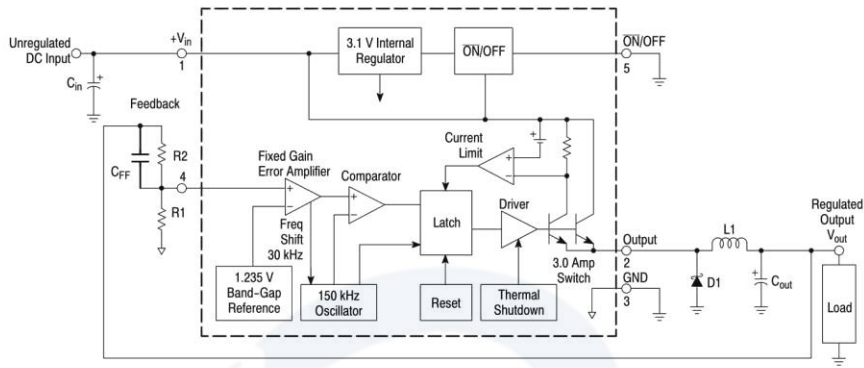 Unregulated
DC Input
+Vin
1
Cin
+
3.1 V Internal
Regulator
ON/OFF
ON/OFF
5
Feedback
CFF
R2
4
R1
Fixed Gain
Error Amplifier
+
−
Freq
Shift
30 kHz
Comparator
+
−
Current
Limit
+
−
+
Latch
Driver
3.0 Amp
Switch
Output
2
GND
3
1.235 V
Band-Gap
Reference
150 kHz
Oscillator
Reset
Thermal
Shutdown
L1
D1
+
Cout
Regulated
Output
Vout
Load